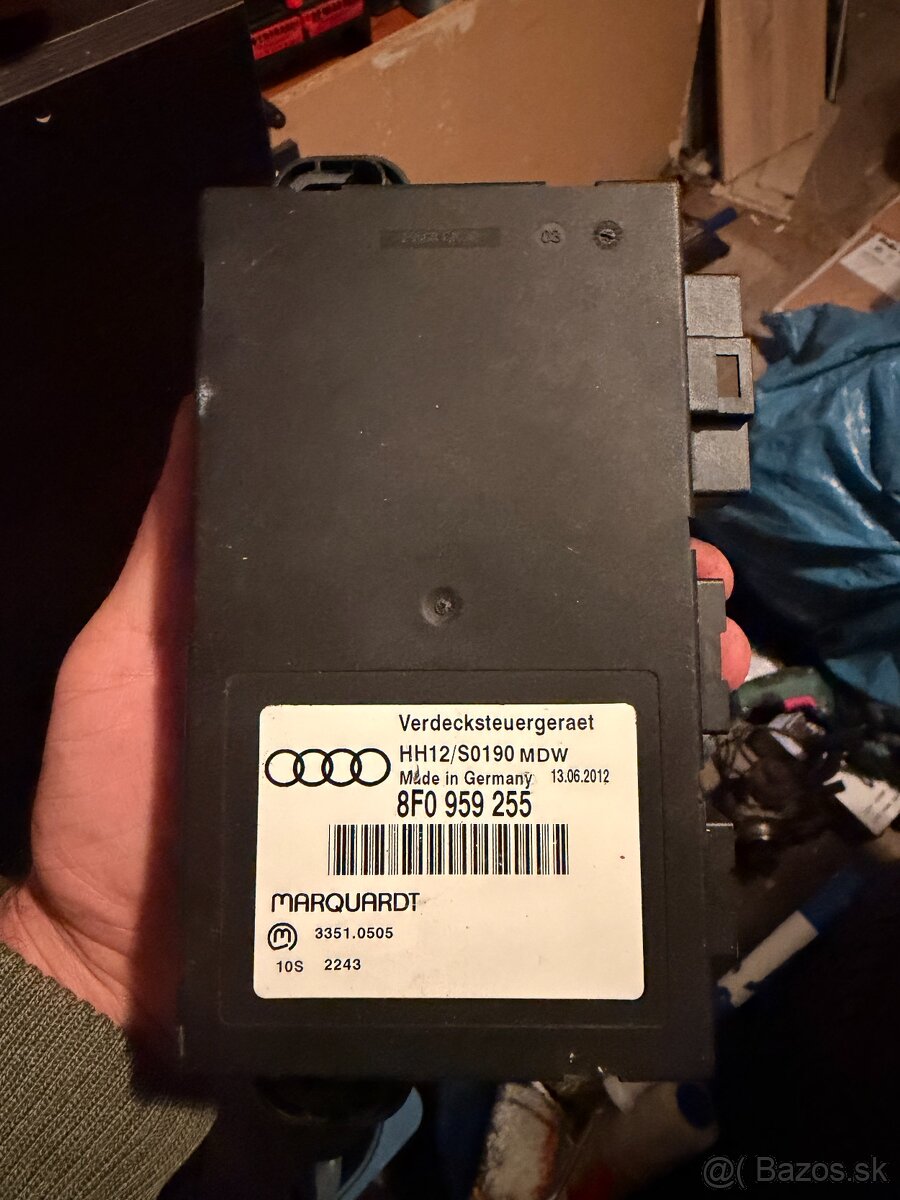 03
Verdecksteuergeraet
HH12/S0190 MDW
Made in Germany 13.06.2012
8F0 959 255
MARQUARDT
M 3351.0505
10S 2243
@( Bazos.sk